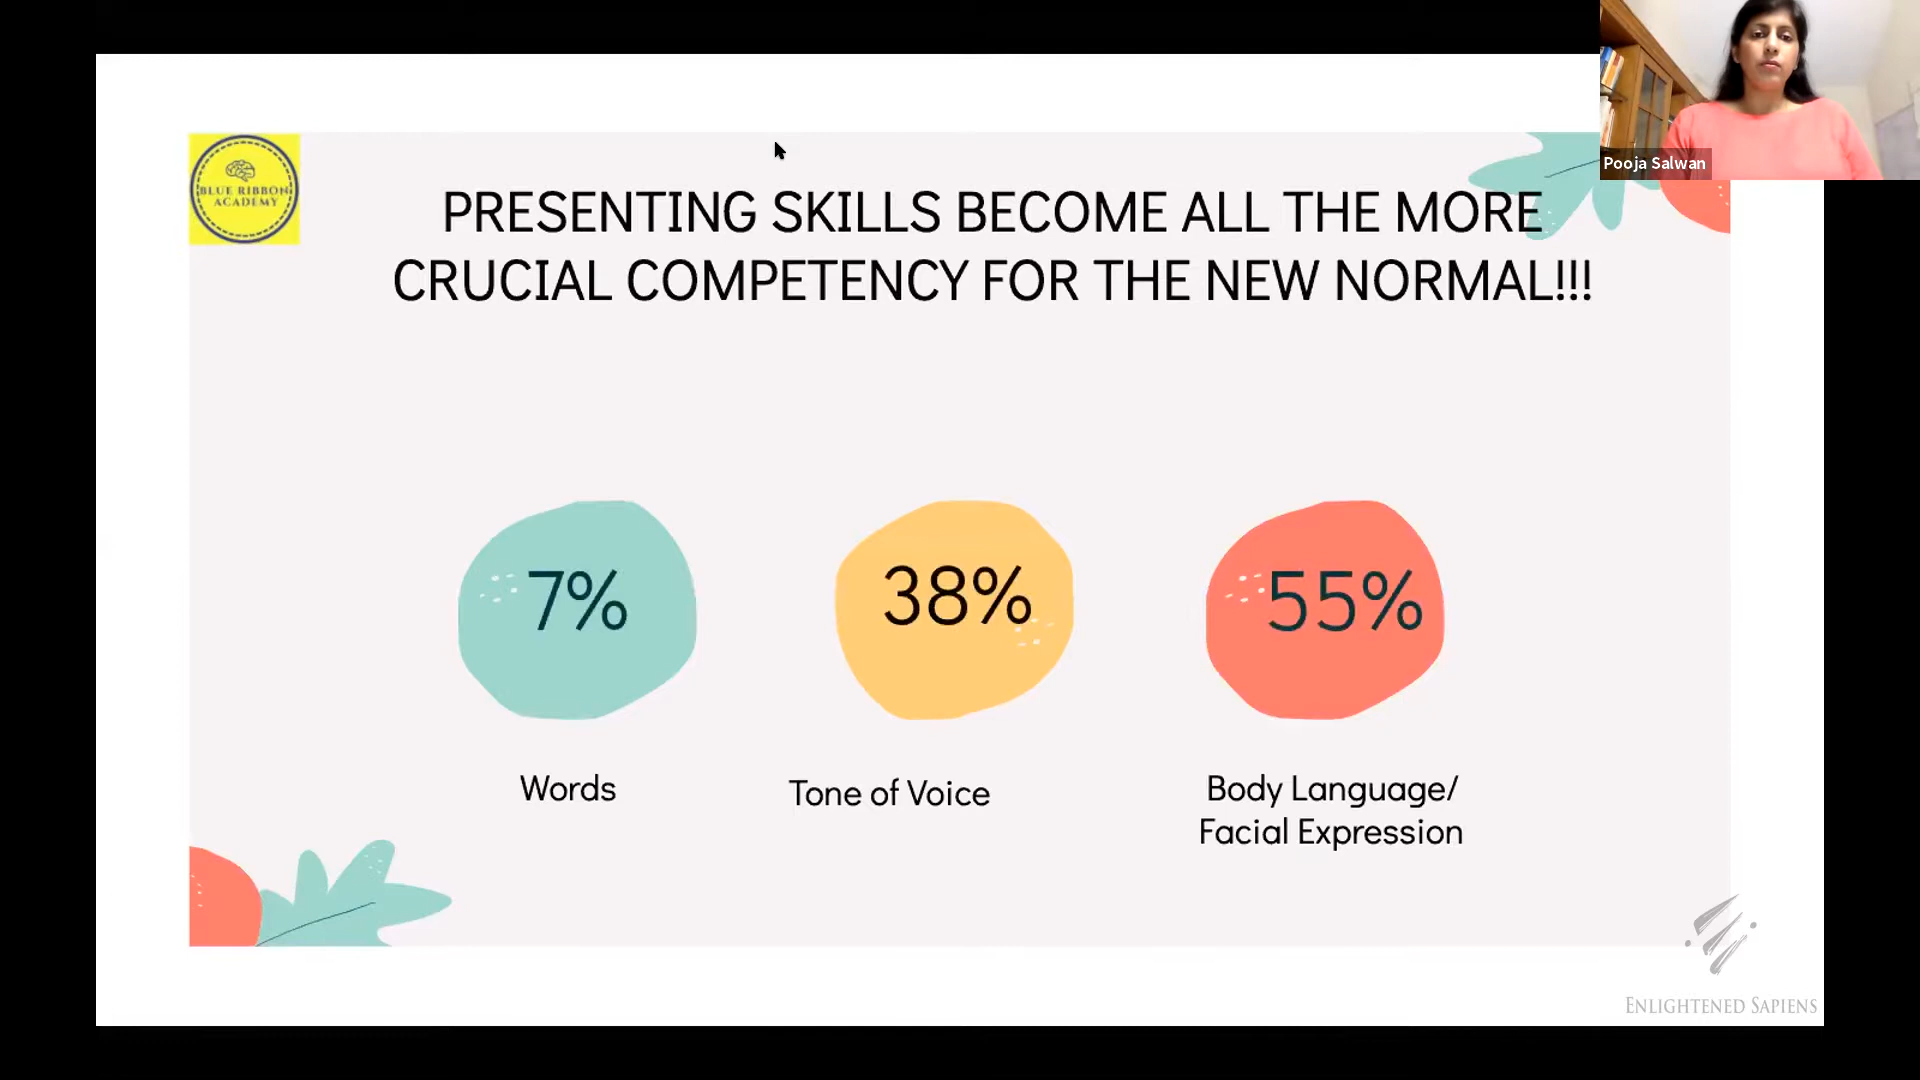 Pooja Salwan
BLUE RIBBON
ACADEMY
PRESENTING SKILLS BECOME ALL THE MORE
CRUCIAL COMPETENCY FOR THE NEW NORMAL!!!
7%
38%
55%
Words
Tone of Voice
Body Language/
Facial Expression
ENLIGHTENED SAPIENS